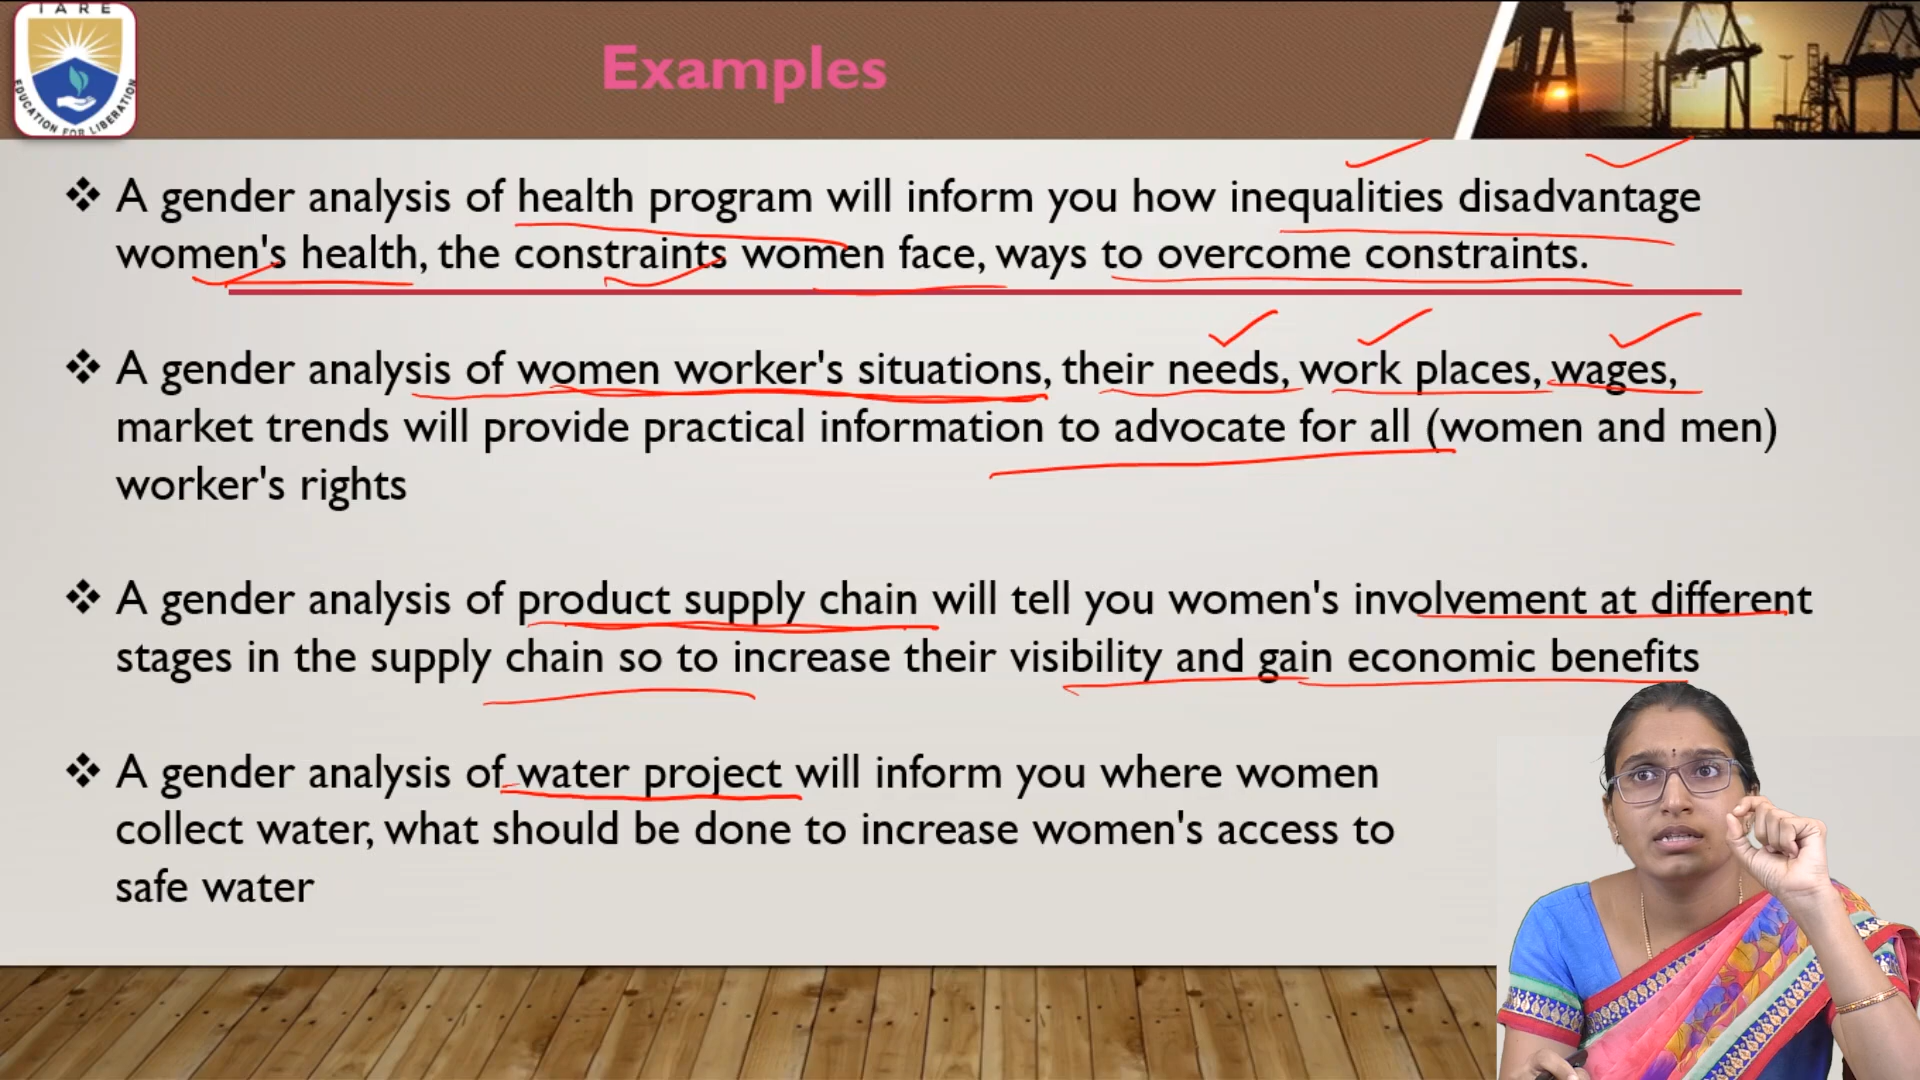 IARE
EDUCATION FOR LIBERATION
Examples
❖ A gender analysis of health program will inform you how inequalities disadvantage
women's health, the constraints women face, ways to overcome constraints.
❖ A gender analysis of women worker's situations, their needs, work places, wages,
market trends will provide practical information to advocate for all (women and men)
worker's rights
❖ A gender analysis of product supply chain will tell you women's involvement at different
stages in the supply chain so to increase their visibility and gain economic benefits
❖ A gender analysis of water project will inform you where women
collect water, what should be done to increase women's access to
safe water